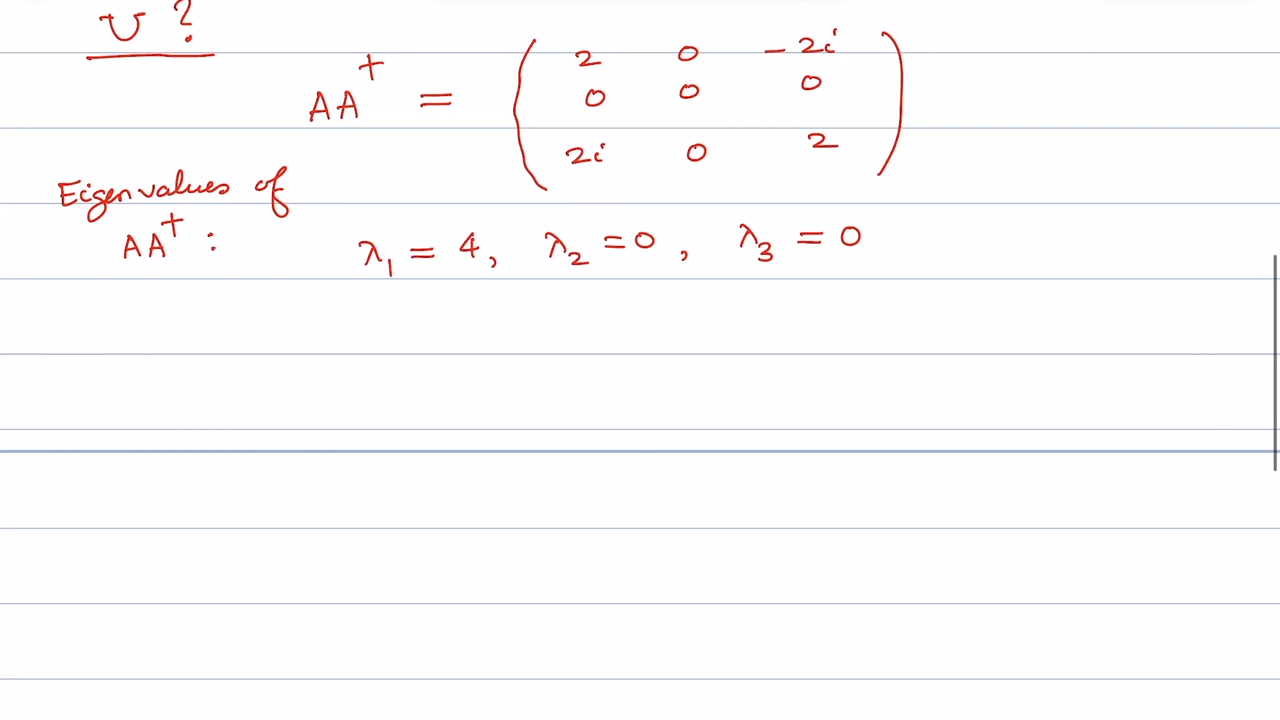 U ?
AA† = ( 2 0 -2i
0 0 0
2i 0 2 )
Eigenvalues of
AA† : λ₁ = 4, λ₂ = 0, λ₃ = 0